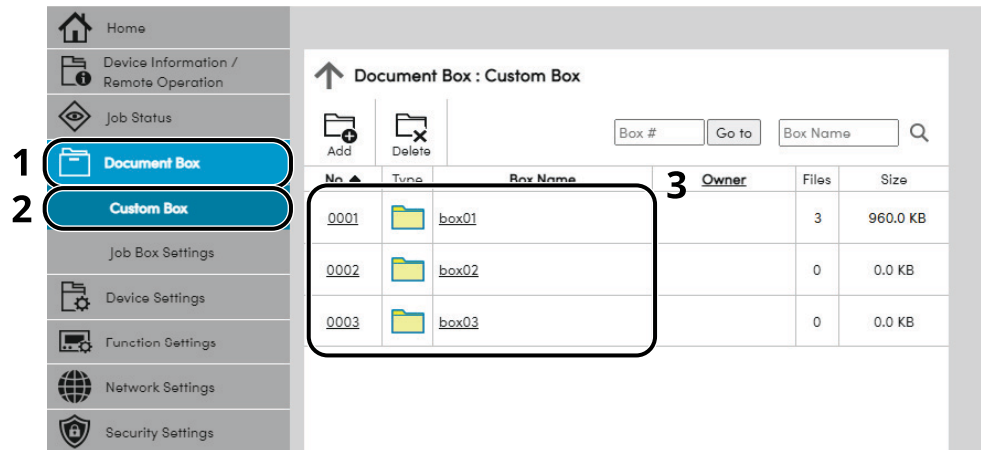 Home
Device Information /
Remote Operation
Job Status
1
Document Box
2
Custom Box
Job Box Settings
Device Settings
Function Settings
Network Settings
Security Settings
Document Box : Custom Box
Add
Delete
Box #
Go to
Box Name
No. Type Box Name 3 Owner Files Size
0001 box01 3 960.0 KB
0002 box02 0 0.0 KB
0003 box03 0 0.0 KB